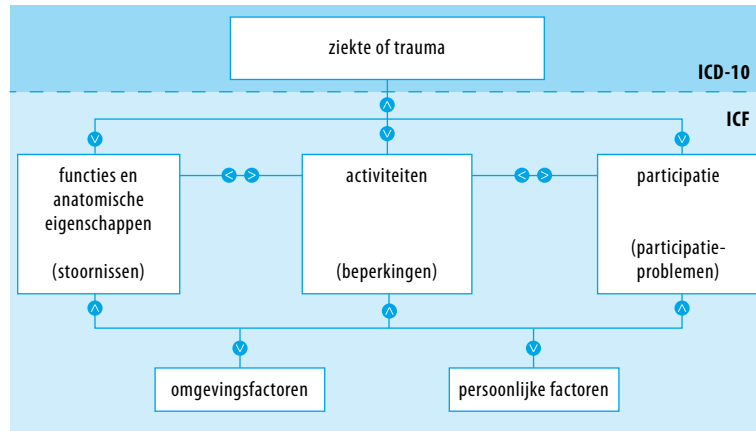 ziekte of trauma
ICD-10
ICF
functies en
anatomische
eigenschappen
(stoornissen)
activiteiten
(beperkingen)
participatie
(participatie-
problemen)
omgevingsfactoren
persoonlijke factoren